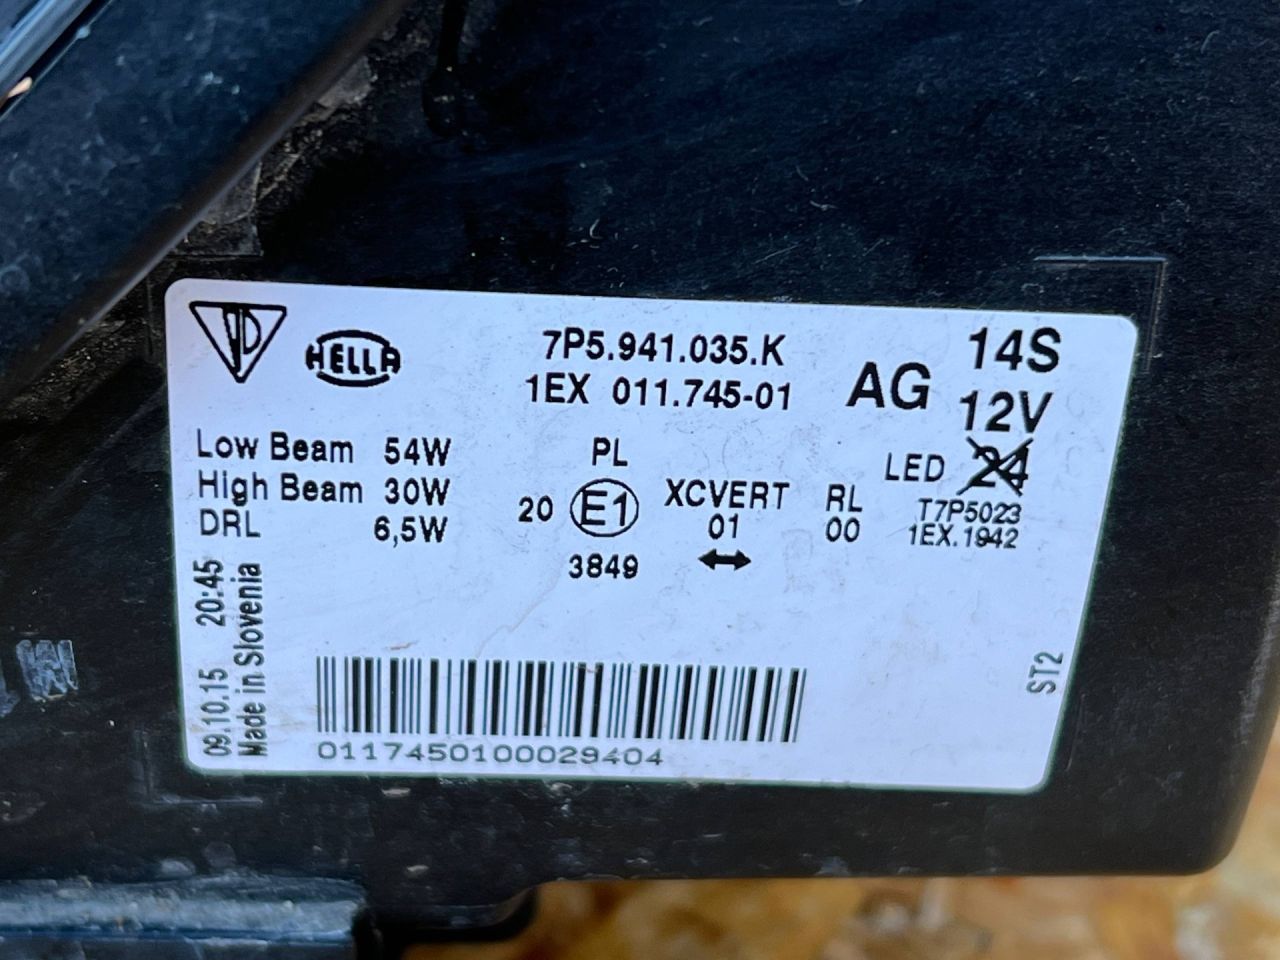 HELLA
7P5.941.035.K
1EX 011.745-01
AG
14S
12V
Low Beam 54W
High Beam 30W
DRL 6,5W
PL
20 E1
3849
XCVERT
01
RL
00
LED 24
T7P5023
1EX.1942
09.10.15 20:45
Made in Slovenia
ST2
0117450100029404